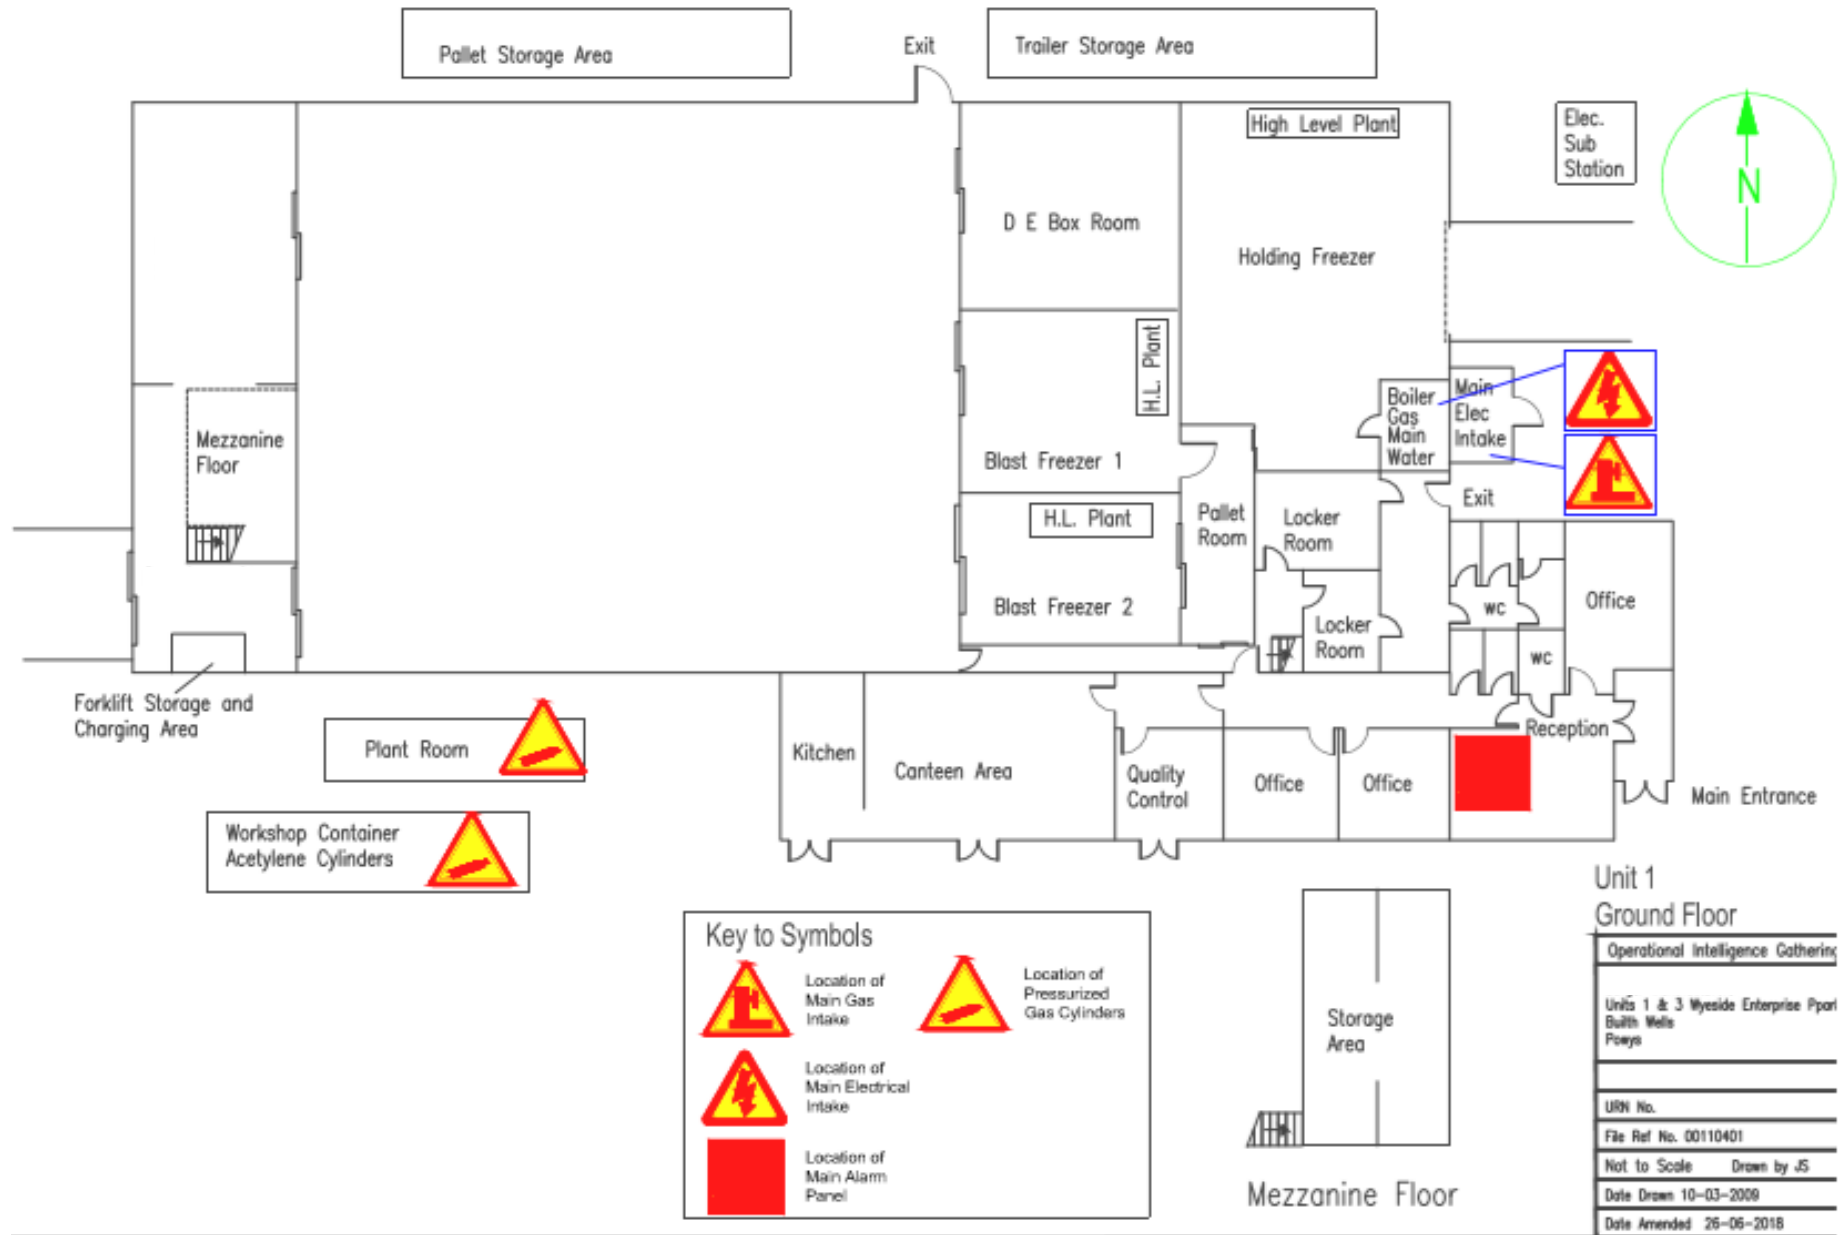 Pallet Storage Area
Exit
Trailer Storage Area
High Level Plant
Elec.
Sub
Station
N
D E Box Room
Holding Freezer
H.L. Plant
Boiler
Gas
Main
Water
Main
Elec
Intake
Mezzanine
Floor
Blast Freezer 1
Exit
H.L. Plant
Pallet
Room
Locker
Room
Blast Freezer 2
WC
Office
Locker
Room
WC
Forklift Storage and
Charging Area
Plant Room
Kitchen
Canteen Area
Quality
Control
Office
Office
Reception
Main Entrance
Workshop Container
Acetylene Cylinders
Unit 1
Ground Floor
Key to Symbols
Location of
Main Gas
Intake
Location of
Pressurized
Gas Cylinders
Location of
Main Electrical
Intake
Location of
Main Alarm
Panel
Storage
Area
Mezzanine Floor
Operational Intelligence Gathering
Units 1 & 3 Wyeside Enterprise Ppar
Builth Wells
Powys
URN No.
File Ref No. 00110401
Not to Scale Drawn by JS
Date Drawn 10-03-2009
Date Amended 26-06-2018